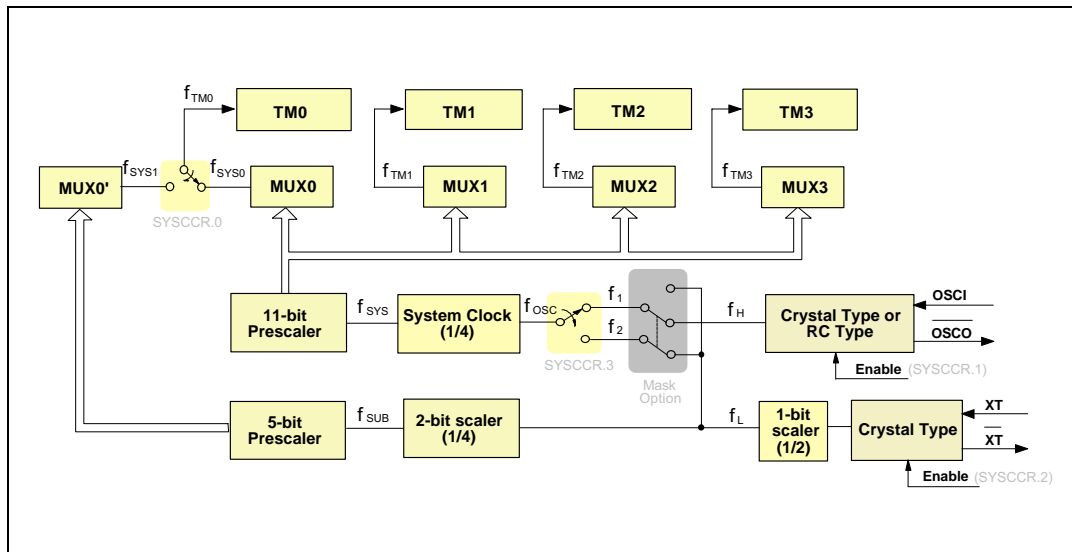 fTM0
TM0
TM1
TM2
TM3
fSYS1
fSYS0
fTM1
fTM2
fTM3
MUX0'
MUX0
MUX1
MUX2
MUX3
SYSCCR.0
11-bit
Prescaler
fSYS
System Clock
(1/4)
fOSC
f1
f2
SYSCCR.3
Mask
Option
fH
Crystal Type or
RC Type
OSCI
OSCO
Enable (SYSCCR.1)
5-bit
Prescaler
fSUB
2-bit scaler
(1/4)
fL
1-bit
scaler
(1/2)
Crystal Type
XT
XT
Enable (SYSCCR.2)